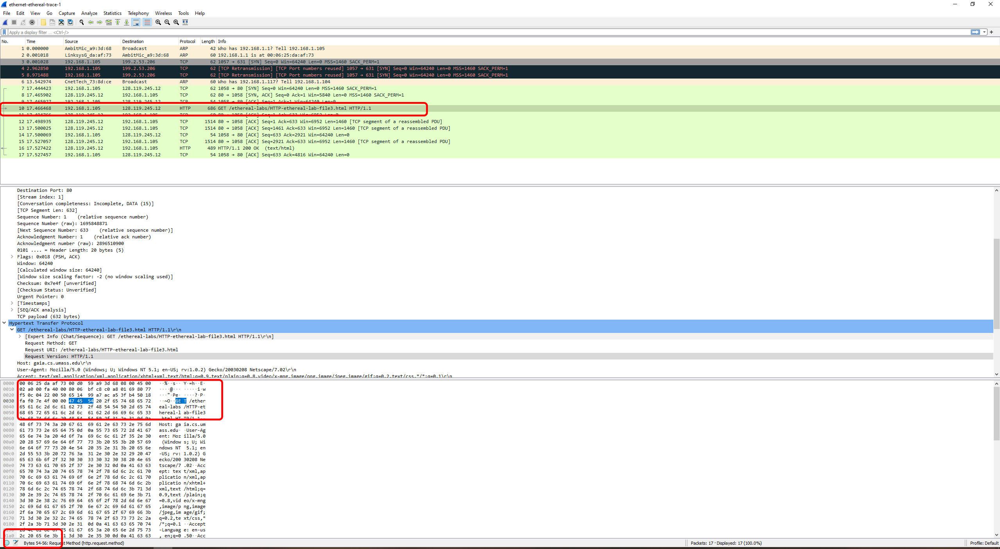 ethernet-ethereal-trace-1
File Edit View Go Capture Analyze Statistics Telephony Wireless Tools Help
Apply a display filter ... <Ctrl-/>
No. Time Source Destination Protocol Length Info
1 0.000000 AmbitMic_a9:3d:68 Broadcast ARP 42 Who has 192.168.1.1? Tell 192.168.1.105
2 0.001018 LinksysG_da:af:73 AmbitMic_a9:3d:68 ARP 60 192.168.1.1 is at 00:06:25:da:af:73
3 0.001028 192.168.1.105 199.2.53.206 TCP 62 1057 → 631 [SYN] Seq=0 Win=64240 Len=0 MSS=1460 SACK_PERM=1
4 2.962850 192.168.1.105 199.2.53.206 TCP 62 [TCP Retransmission] [TCP Port numbers reused] 1057 → 631 [SYN] Seq=0 Win=64240 Len=0 MSS=1460 SACK_PERM=1
5 8.971488 192.168.1.105 199.2.53.206 TCP 62 [TCP Retransmission] [TCP Port numbers reused] 1057 → 631 [SYN] Seq=0 Win=64240 Len=0 MSS=1460 SACK_PERM=1
6 13.542974 CnetTech_73:8d:ce Broadcast ARP 60 Who has 192.168.1.117? Tell 192.168.1.104
7 17.444423 192.168.1.105 128.119.245.12 TCP 62 1058 → 80 [SYN] Seq=0 Win=64240 Len=0 MSS=1460 SACK_PERM=1
8 17.465902 128.119.245.12 192.168.1.105 TCP 62 80 → 1058 [SYN, ACK] Seq=0 Ack=1 Win=5840 Len=0 MSS=1460 SACK_PERM=1
9 17.465927 192.168.1.105 128.119.245.12 TCP 54 1058 → 80 [ACK] Seq=1 Ack=1 Win=64240 Len=0
10 17.466468 192.168.1.105 128.119.245.12 HTTP 686 GET /ethereal-labs/HTTP-ethereal-lab-file3.html HTTP/1.1
11 17.494766 128.119.245.12 192.168.1.105 TCP 60 80 → 1058 [ACK] Seq=1 Ack=633 Win=6952 Len=0
12 17.498935 128.119.245.12 192.168.1.105 TCP 1514 80 → 1058 [ACK] Seq=1 Ack=633 Win=6952 Len=1460 [TCP segment of a reassembled PDU]
13 17.500025 128.119.245.12 192.168.1.105 TCP 1514 80 → 1058 [ACK] Seq=1461 Ack=633 Win=6952 Len=1460 [TCP segment of a reassembled PDU]
14 17.500069 192.168.1.105 128.119.245.12 TCP 54 1058 → 80 [ACK] Seq=633 Ack=2921 Win=64240 Len=0
15 17.527057 128.119.245.12 192.168.1.105 TCP 1514 80 → 1058 [ACK] Seq=2921 Ack=633 Win=6952 Len=1460 [TCP segment of a reassembled PDU]
16 17.527422 128.119.245.12 192.168.1.105 HTTP 489 HTTP/1.1 200 OK (text/html)
17 17.527457 192.168.1.105 128.119.245.12 TCP 54 1058 → 80 [ACK] Seq=633 Ack=4816 Win=64240 Len=0
Destination Port: 80
[Stream index: 1]
[Conversation completeness: Incomplete, DATA (15)]
[TCP Segment Len: 632]
Sequence Number: 1 (relative sequence number)
Sequence Number (raw): 1695848871
[Next Sequence Number: 633 (relative sequence number)]
Acknowledgment Number: 1 (relative ack number)
Acknowledgment number (raw): 2896510900
0101 .... = Header Length: 20 bytes (5)
Flags: 0x018 (PSH, ACK)
Window: 64240
[Calculated window size: 64240]
[Window size scaling factor: -2 (no window scaling used)]
Checksum: 0x7e4f [unverified]
[Checksum Status: Unverified]
Urgent Pointer: 0
[Timestamps]
[SEQ/ACK analysis]
TCP payload (632 bytes)
Hypertext Transfer Protocol
GET /ethereal-labs/HTTP-ethereal-lab-file3.html HTTP/1.1\r\n
[Expert Info (Chat/Sequence): GET /ethereal-labs/HTTP-ethereal-lab-file3.html HTTP/1.1\r\n]
Request Method: GET
Request URI: /ethereal-labs/HTTP-ethereal-lab-file3.html
Request Version: HTTP/1.1
Host: gaia.cs.umass.edu\r\n
User-Agent: Mozilla/5.0 (Windows; U; Windows NT 5.1; en-US; rv:1.0.2) Gecko/20030208 Netscape/7.02\r\n
Accept: text/xml,application/xml,application/xhtml+xml,text/html;q=0.9,text/plain;q=0.8,video/x-mng,image/png,image/jpeg,image/gif;q=0.2,text/css,*/*;q=0.1\r\n
0000 00 06 25 da af 73 00 d0 59 a9 3d 68 08 00 45 00 ··%··s·· Y·=h··E·
0010 02 a0 00 fa 40 00 80 06 bf c8 c0 a8 01 69 80 77 ····@··· ·····i·w
0020 f5 0c 04 22 00 50 65 14 99 a7 ac a5 3f b4 50 18 ···"·Pe· ····?·P·
0030 fa f0 7e 4f 00 00 47 45 54 20 2f 65 74 68 65 72 ··~O··GE T /ether
0040 65 61 6c 2d 6c 61 62 73 2f 48 54 54 50 2d 65 74 eal-labs /HTTP-et
0050 68 65 72 65 61 6c 2d 6c 61 62 2d 66 69 6c 65 33 hereal-l ab-file3
0060 2e 68 74 6d 6c 20 48 54 54 50 2f 31 2e 31 0d 0a .html HT TP/1.1··
0070 48 6f 73 74 3a 20 67 61 69 61 2e 63 73 2e 75 6d Host: ga ia.cs.um
0080 61 73 73 2e 65 64 75 0d 0a 55 73 65 72 2d 41 67 ass.edu· ·User-Ag
0090 65 6e 74 3a 20 4d 6f 7a 69 6c 6c 61 2f 35 2e 30 ent: Moz illa/5.0
00a0 20 28 57 69 6e 64 6f 77 73 3b 20 55 3b 20 57 69 (Window s; U; Wi
00b0 6e 64 6f 77 73 20 4e 54 20 35 2e 31 3b 20 65 6e ndows NT 5.1; en
00c0 2d 55 53 3b 20 72 76 3a 31 2e 30 2e 32 29 20 47 -US; rv: 1.0.2) G
00d0 65 63 6b 6f 2f 32 30 30 33 30 32 30 38 20 4e 65 ecko/200 30208 Ne
00e0 74 73 63 61 70 65 2f 37 2e 30 32 0d 0a 41 63 63 tscape/7 .02··Acc
00f0 65 70 74 3a 20 74 65 78 74 2f 78 6d 6c 2c 61 70 ept: tex t/xml,ap
0100 70 6c 69 63 61 74 69 6f 6e 2f 78 6d 6c 2c 61 70 plicatio n/xml,ap
0110 70 6c 69 63 61 74 69 6f 6e 2f 78 68 74 6d 6c 2b plicatio n/xhtml+
0120 78 6d 6c 2c 74 65 78 74 2f 68 74 6d 6c 3b 71 3d xml,text /html;q=
0130 30 2e 39 2c 74 65 78 74 2f 70 6c 61 69 6e 3b 71 0.9,text /plain;q
0140 3d 30 2e 38 2c 76 69 64 65 6f 2f 78 2d 6d 6e 67 =0.8,vid eo/x-mng
0150 2c 69 6d 61 67 65 2f 70 6e 67 2c 69 6d 61 67 65 ,image/p ng,image
0160 2f 6a 70 65 67 2c 69 6d 61 67 65 2f 67 69 66 3b /jpeg,im age/gif;
0170 71 3d 30 2e 32 2c 74 65 78 74 2f 63 73 73 2c 2a q=0.2,te xt/css,*
0180 2f 2a 3b 71 3d 30 2e 31 0d 0a 41 63 63 65 70 74 /*;q=0.1 ··Accept
0190 2d 4c 61 6e 67 75 61 67 65 3a 20 65 6e 2d 75 73 -Languag e: en-us
01a0 2c 20 65 6e 3b 71 3d 30 2e 35 30 0d 0a 41 63 63 , en;q=0 .50··Acc
Bytes 54-56: Request Method (http.request.method) Packets: 17 · Displayed: 17 (100.0%) Profile: Default